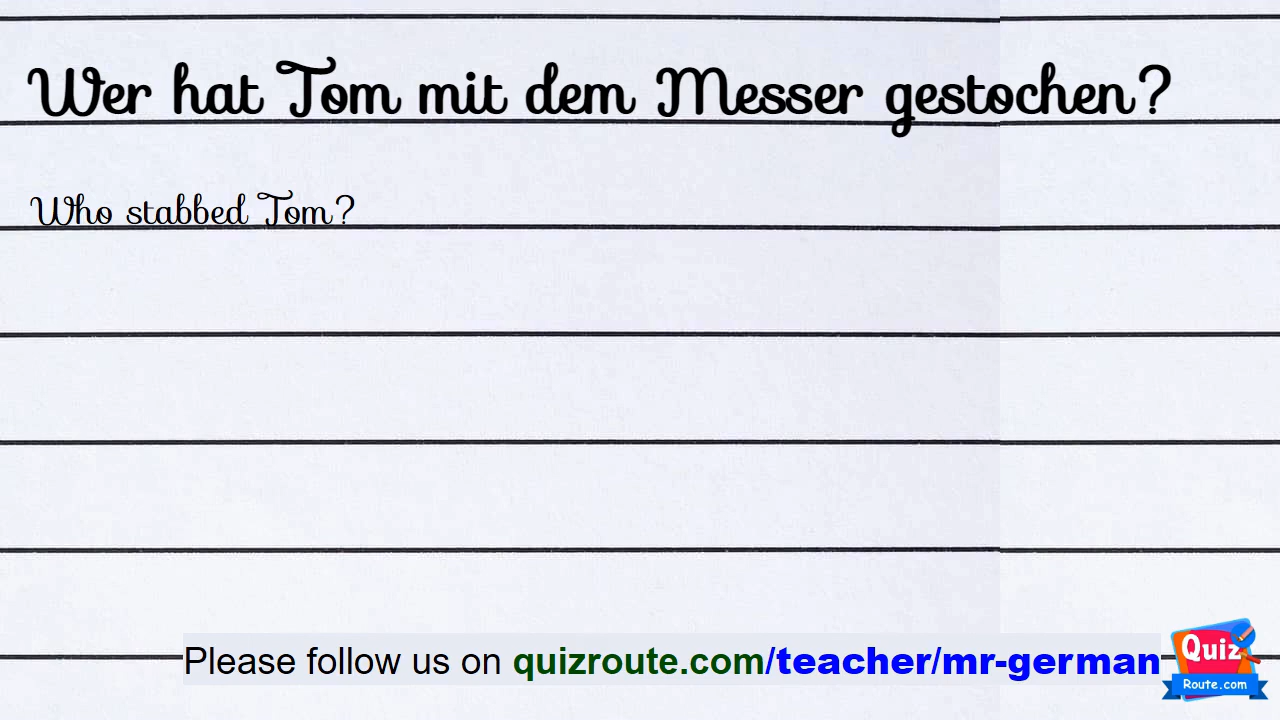 Wer hat Tom mit dem Messer gestochen?
Who stabbed Tom?
Please follow us on quizroute.com/teacher/mr-german
Quiz
Route.com